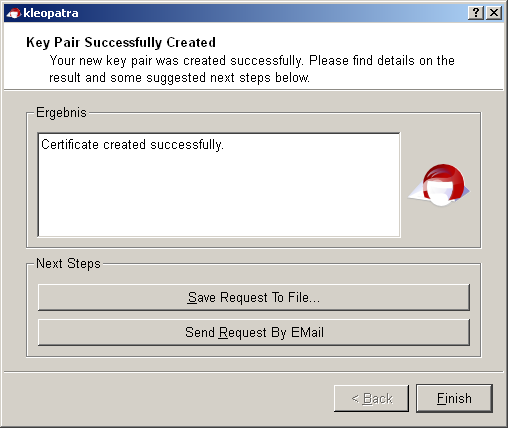 kleopatra
Key Pair Successfully Created
Your new key pair was created successfully. Please find details on the
result and some suggested next steps below.
Ergebnis
Certificate created successfully.
Next Steps
Save Request To File...
Send Request By EMail
< Back
Finish